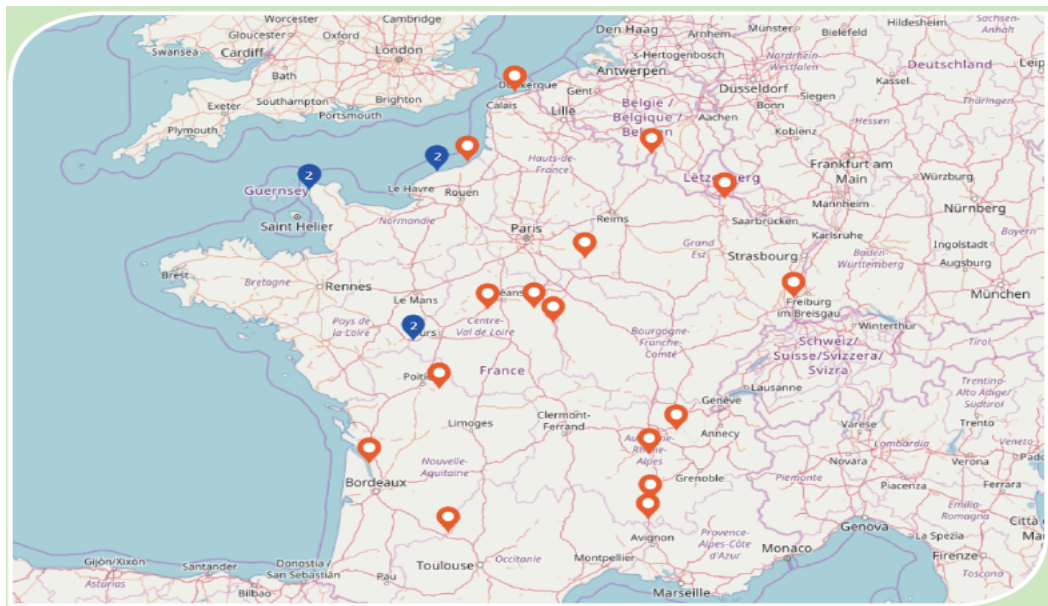 Worcester
Cambridge
Den Haag
Hildesheim
Sachsen-
Anhalt
Gloucester
Oxford
Arnhem
Münster
Bielefeld
Swansea
Cardiff
London
's-Hertogenbosch
Nordrhein-
Westfalen
Bath
Antwerpen
Kassel
Deutschland
Exeter
Southampton
Brighton
Dunkerque
Gent
Düsseldorf
Portsmouth
Calais
Lille
België /
Belgique /
Belgien
Aachen
Bonn
Siegen
Thüringen
Plymouth
Koblenz
Hessen
2
2
Hauts-de-
France
Frankfurt am
Main
Guernsey
Le Havre
Rouen
Lëtzebuerg
Würzburg
Saint Helier
Normandie
Reims
Saarbrücken
Mannheim
Nürnberg
Paris
Karlsruhe
Grand
Est
Strasbourg
Baden-
Württemberg
Ingolstadt
Bayern
Brest
Bretagne
Rennes
Augsburg
Le Mans
Freiburg
im Breisgau
München
2
Pays de
la Loire
Centre-
Val de Loire
Bourgogne-
Franche-
Comté
Winterthur
Schweiz/
Suisse/Svizzera/
Svizra
Tirol
France
Lausanne
Trentino-
Alto Adige/
Südtirol
Limoges
Clermont-
Ferrand
Genève
Annecy
Varese
Trento
Lombardia
Veneto
Nouvelle-
Aquitaine
Rhône-
Alpes
Grenoble
Novara
Verona
Bordeaux
Piemonte
Piacenza
Ferrara
Emilia-
Romagna
Avignon
Provence-
Alpes-Côte
d'Azur
Genova
La Spezia
Gijón/Xixón
Santander
Donostia /
San Sebastián
Toulouse
Occitanie
Montpellier
Monaco
Firenze
Asturias
Bilbao
Pau
Marseille
Toscana